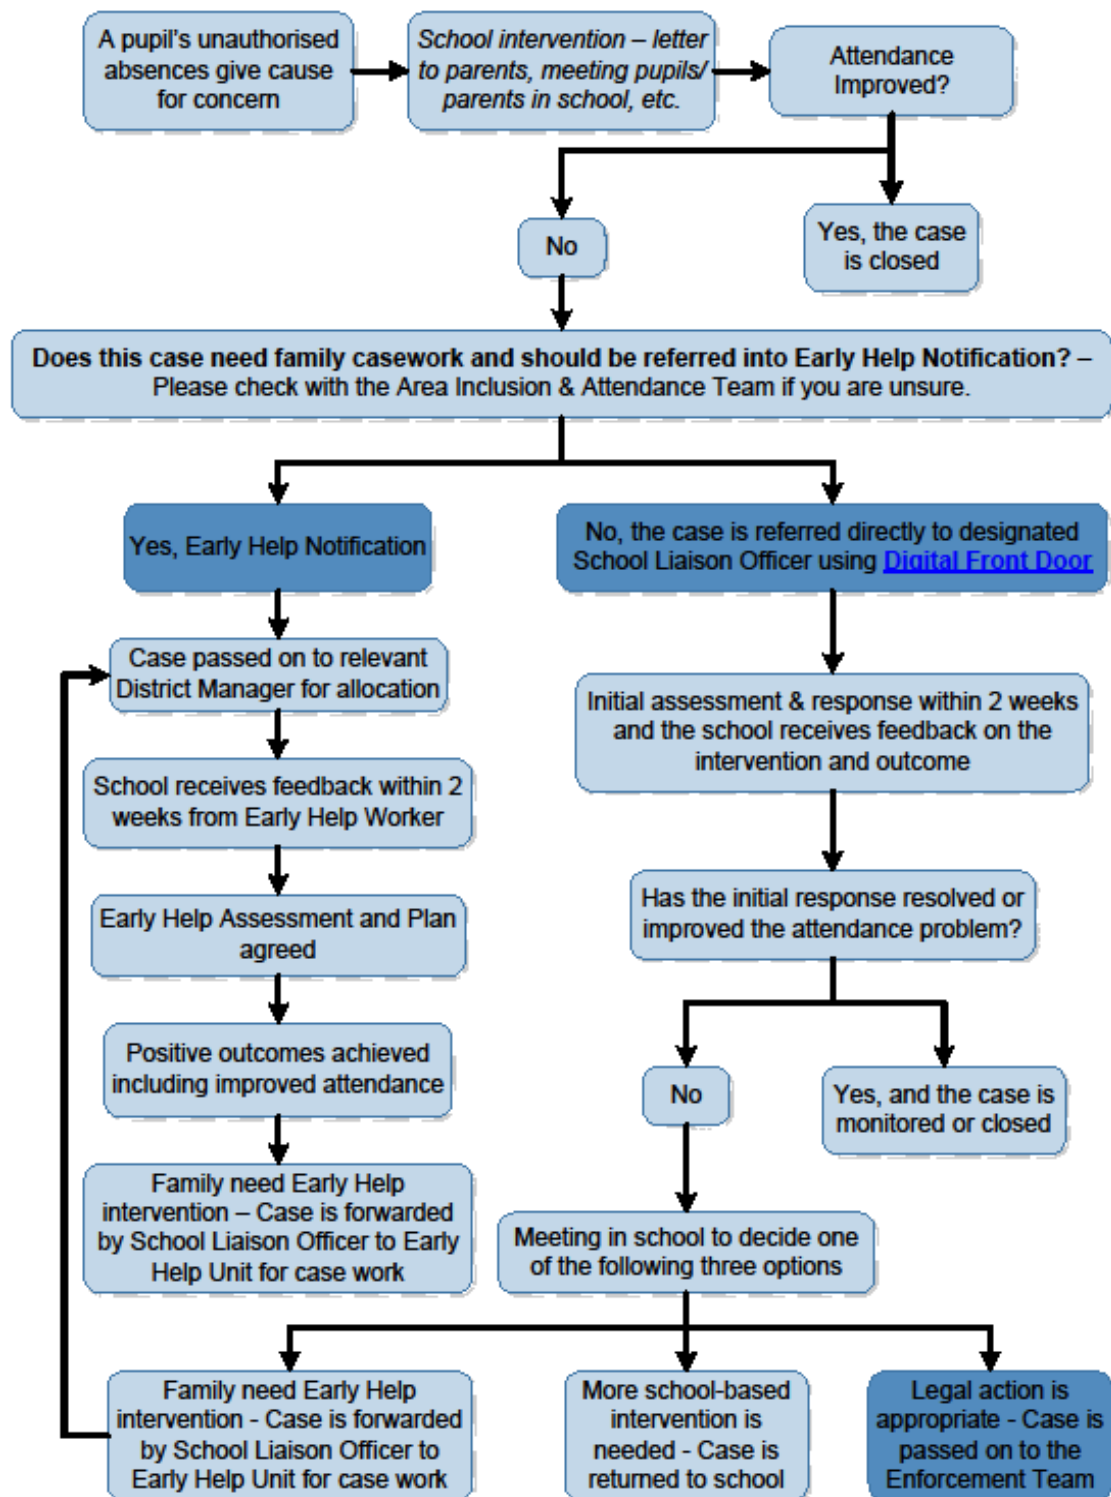 A pupil's unauthorised
absences give cause
for concern
School intervention – letter
to parents, meeting pupils/
parents in school, etc.
Attendance
Improved?
No
Yes, the case
is closed
Does this case need family casework and should be referred into Early Help Notification? –
Please check with the Area Inclusion & Attendance Team if you are unsure.
Yes, Early Help Notification
No, the case is referred directly to designated
School Liaison Officer using Digital Front Door
Case passed on to relevant
District Manager for allocation
Initial assessment & response within 2 weeks
and the school receives feedback on the
intervention and outcome
School receives feedback within 2
weeks from Early Help Worker
Has the initial response resolved or
improved the attendance problem?
Early Help Assessment and Plan
agreed
Positive outcomes achieved
including improved attendance
No
Yes, and the case is
monitored or closed
Family need Early Help
intervention – Case is forwarded
by School Liaison Officer to Early
Help Unit for case work
Meeting in school to decide one
of the following three options
Family need Early Help
intervention - Case is forwarded
by School Liaison Officer to
Early Help Unit for case work
More school-based
intervention is
needed - Case is
returned to school
Legal action is
appropriate - Case is
passed on to the
Enforcement Team